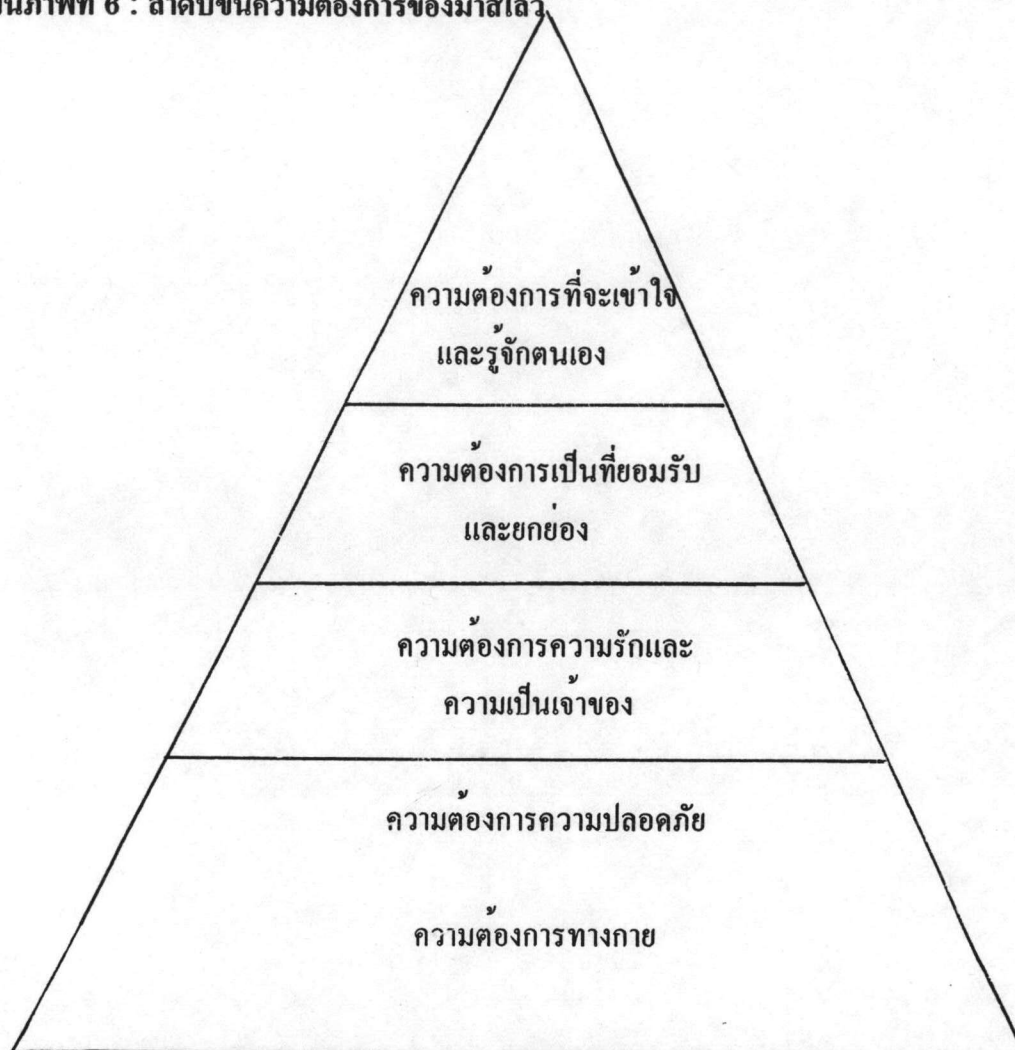 ภาพที่ 6 : ลำดับขั้นความต้องการของมาสโลว์
ความต้องการที่จะเข้าใจ
และรู้จักตนเอง
ความต้องการเป็นที่ยอมรับ
และยกย่อง
ความต้องการความรักและ
ความเป็นเจ้าของ
ความต้องการความปลอดภัย
ความต้องการทางกาย